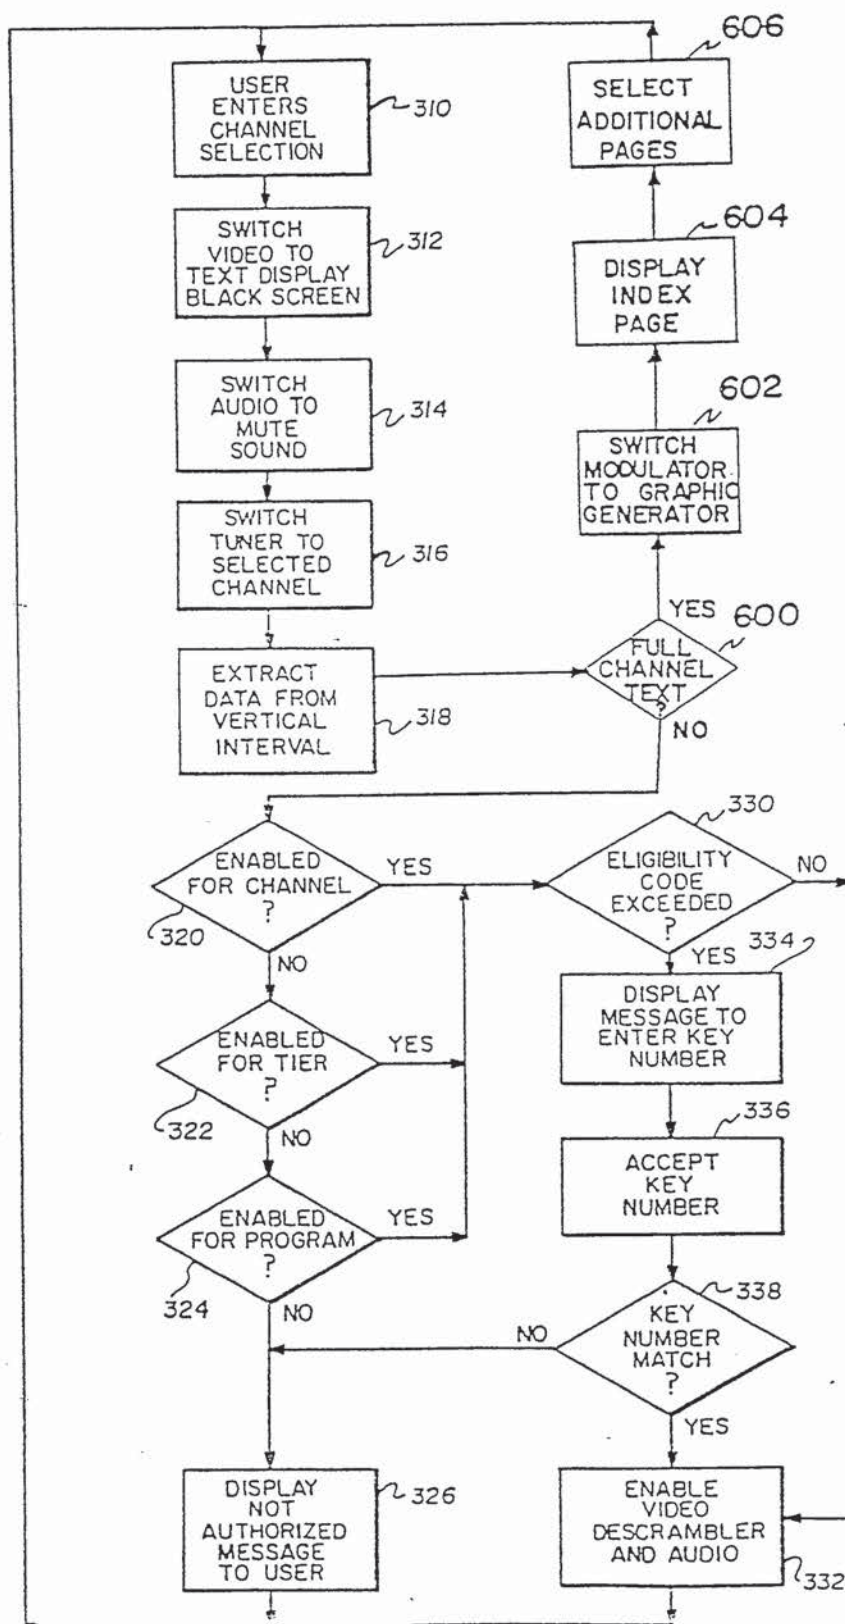 USER
ENTERS
CHANNEL
SELECTION
310
SWITCH
VIDEO TO
TEXT DISPLAY
BLACK SCREEN
312
SWITCH
AUDIO TO
MUTE
SOUND
314
SWITCH
TUNER TO
SELECTED
CHANNEL
316
EXTRACT
DATA FROM
VERTICAL
INTERVAL
318
606
SELECT
ADDITIONAL
PAGES
604
DISPLAY
INDEX
PAGE
602
SWITCH
MODULATOR
TO GRAPHIC
GENERATOR
YES
600
FULL
CHANNEL
TEXT
?
NO
ENABLED
FOR CHANNEL
?
320
YES
NO
ENABLED
FOR TIER
?
322
YES
NO
ENABLED
FOR PROGRAM
?
324
YES
NO
330
ELIGIBILITY
CODE
EXCEEDED
?
NO
YES
334
DISPLAY
MESSAGE TO
ENTER KEY
NUMBER
336
ACCEPT
KEY
NUMBER
338
KEY
NUMBER
MATCH
?
NO
YES
DISPLAY
NOT
AUTHORIZED
MESSAGE
TO USER
326
ENABLE
VIDEO
DESCRAMBLER
AND AUDIO
332